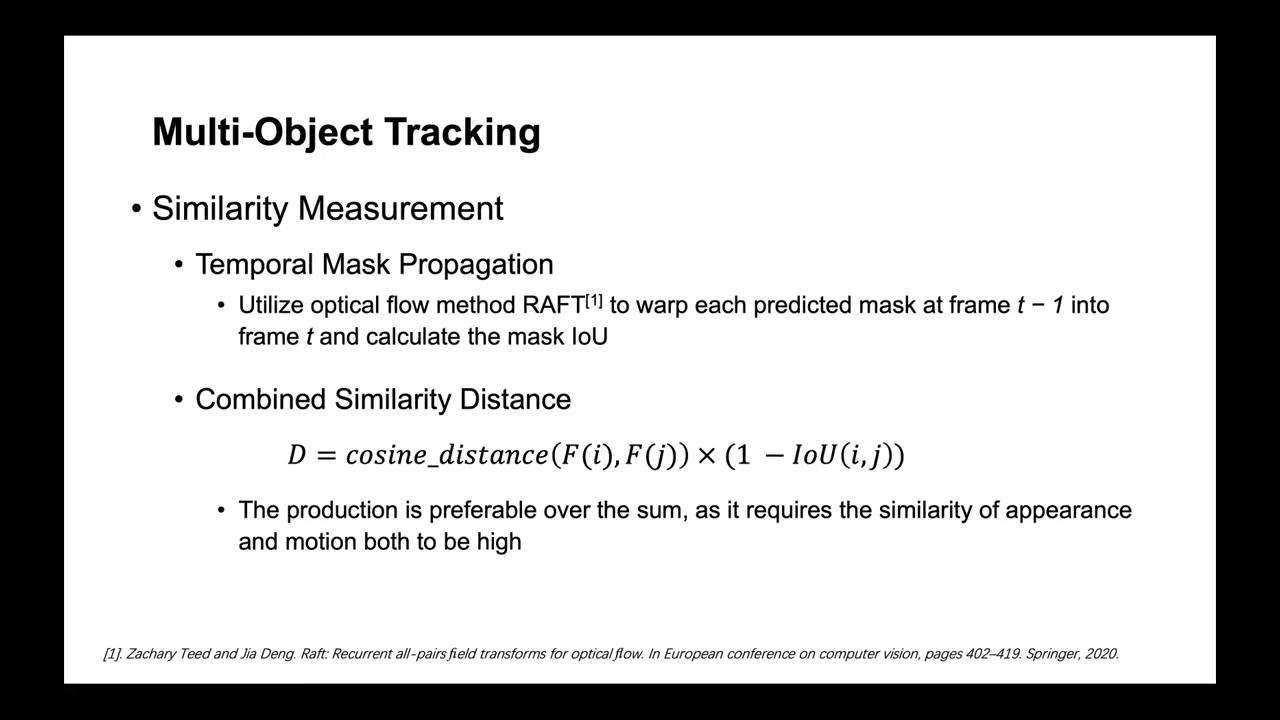 Multi-Object Tracking
• Similarity Measurement
• Temporal Mask Propagation
• Utilize optical flow method RAFT[1] to warp each predicted mask at frame t − 1 into
frame t and calculate the mask IoU
• Combined Similarity Distance
D = cosine_distance(F(i), F(j)) × (1 − IoU(i, j))
• The production is preferable over the sum, as it requires the similarity of appearance
and motion both to be high
[1]. Zachary Teed and Jia Deng. Raft: Recurrent all-pairs field transforms for optical flow. In European conference on computer vision, pages 402–419. Springer, 2020.